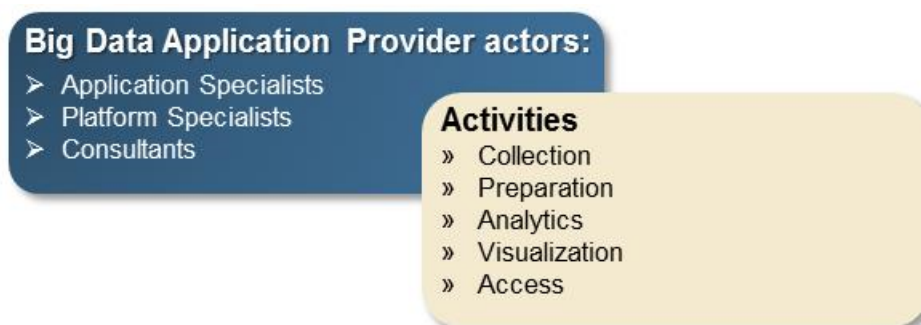 Big Data Application Provider actors:
➢ Application Specialists
➢ Platform Specialists
➢ Consultants
Activities
» Collection
» Preparation
» Analytics
» Visualization
» Access